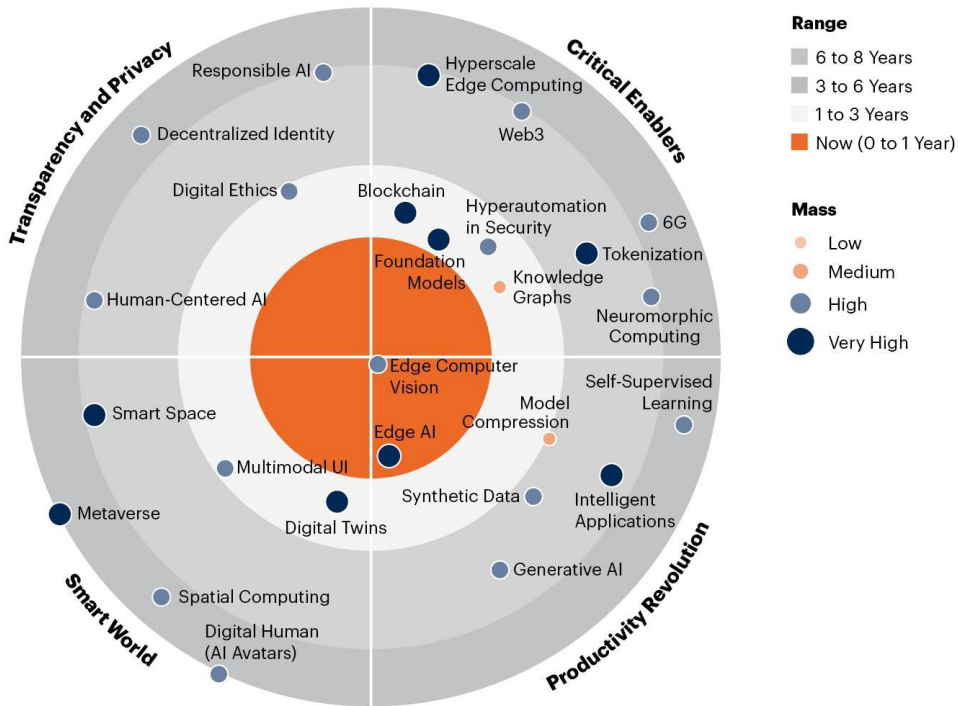 Transparency and Privacy
Critical Enablers
Smart World
Productivity Revolution
Responsible AI
Decentralized Identity
Digital Ethics
Human-Centered AI
Hyperscale
Edge Computing
Web3
Blockchain
Hyperautomation
in Security
6G
Foundation
Models
Tokenization
Knowledge
Graphs
Neuromorphic
Computing
Edge Computer
Vision
Self-Supervised
Learning
Model
Compression
Edge AI
Synthetic Data
Intelligent
Applications
Generative AI
Smart Space
Multimodal UI
Metaverse
Digital Twins
Spatial Computing
Digital Human
(AI Avatars)
Range
6 to 8 Years
3 to 6 Years
1 to 3 Years
Now (0 to 1 Year)
Mass
Low
Medium
High
Very High